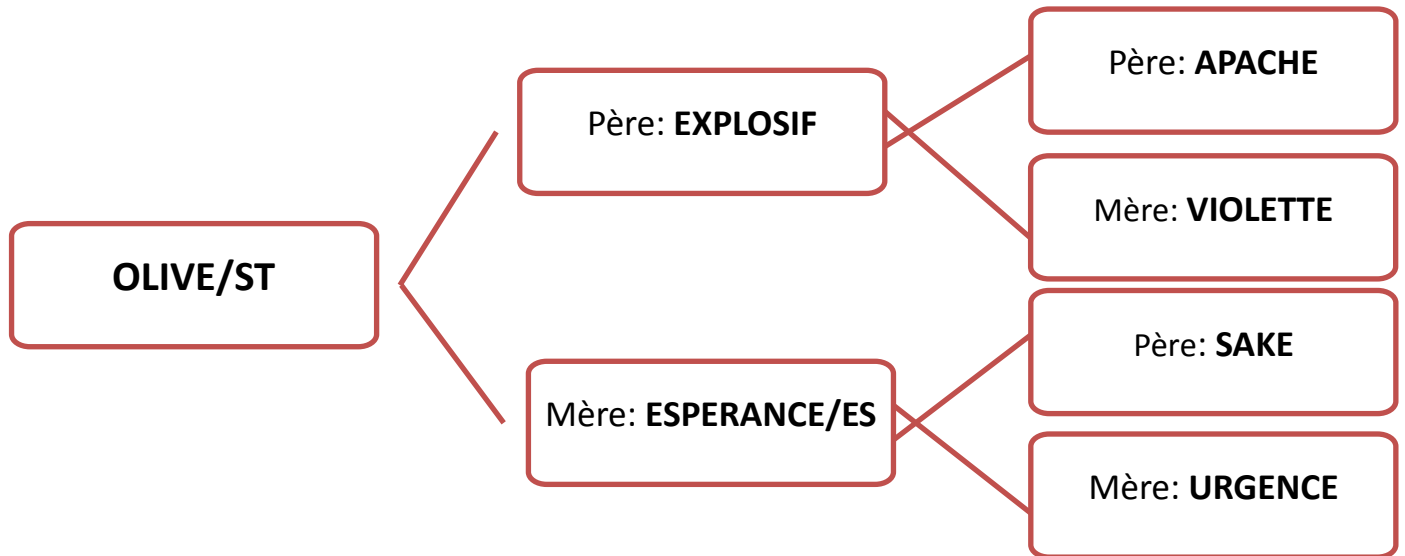 OLIVE/ST
Père: EXPLOSIF
Mère: ESPERANCE/ES
Père: APACHE
Mère: VIOLETTE
Père: SAKE
Mère: URGENCE